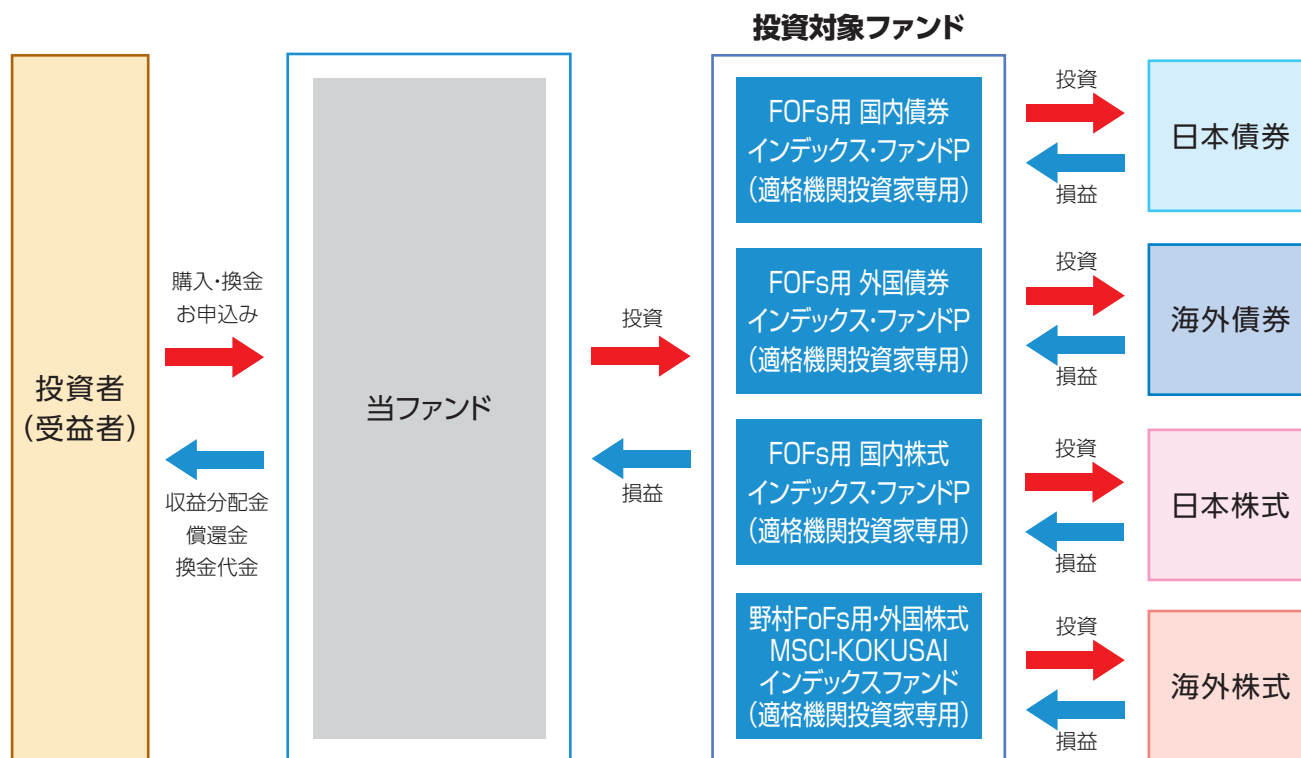 投資対象ファンド
投資者
(受益者)
購入・換金
お申込み
収益分配金
償還金
換金代金
当ファンド
投資
損益
FOFs用 国内債券
インデックス・ファンドP
(適格機関投資家専用)
投資
損益
日本債券
FOFs用 外国債券
インデックス・ファンドP
(適格機関投資家専用)
投資
損益
海外債券
FOFs用 国内株式
インデックス・ファンドP
(適格機関投資家専用)
投資
損益
日本株式
野村FoFs用・外国株式
MSCI-KOKUSAI
インデックスファンド
(適格機関投資家専用)
投資
損益
海外株式